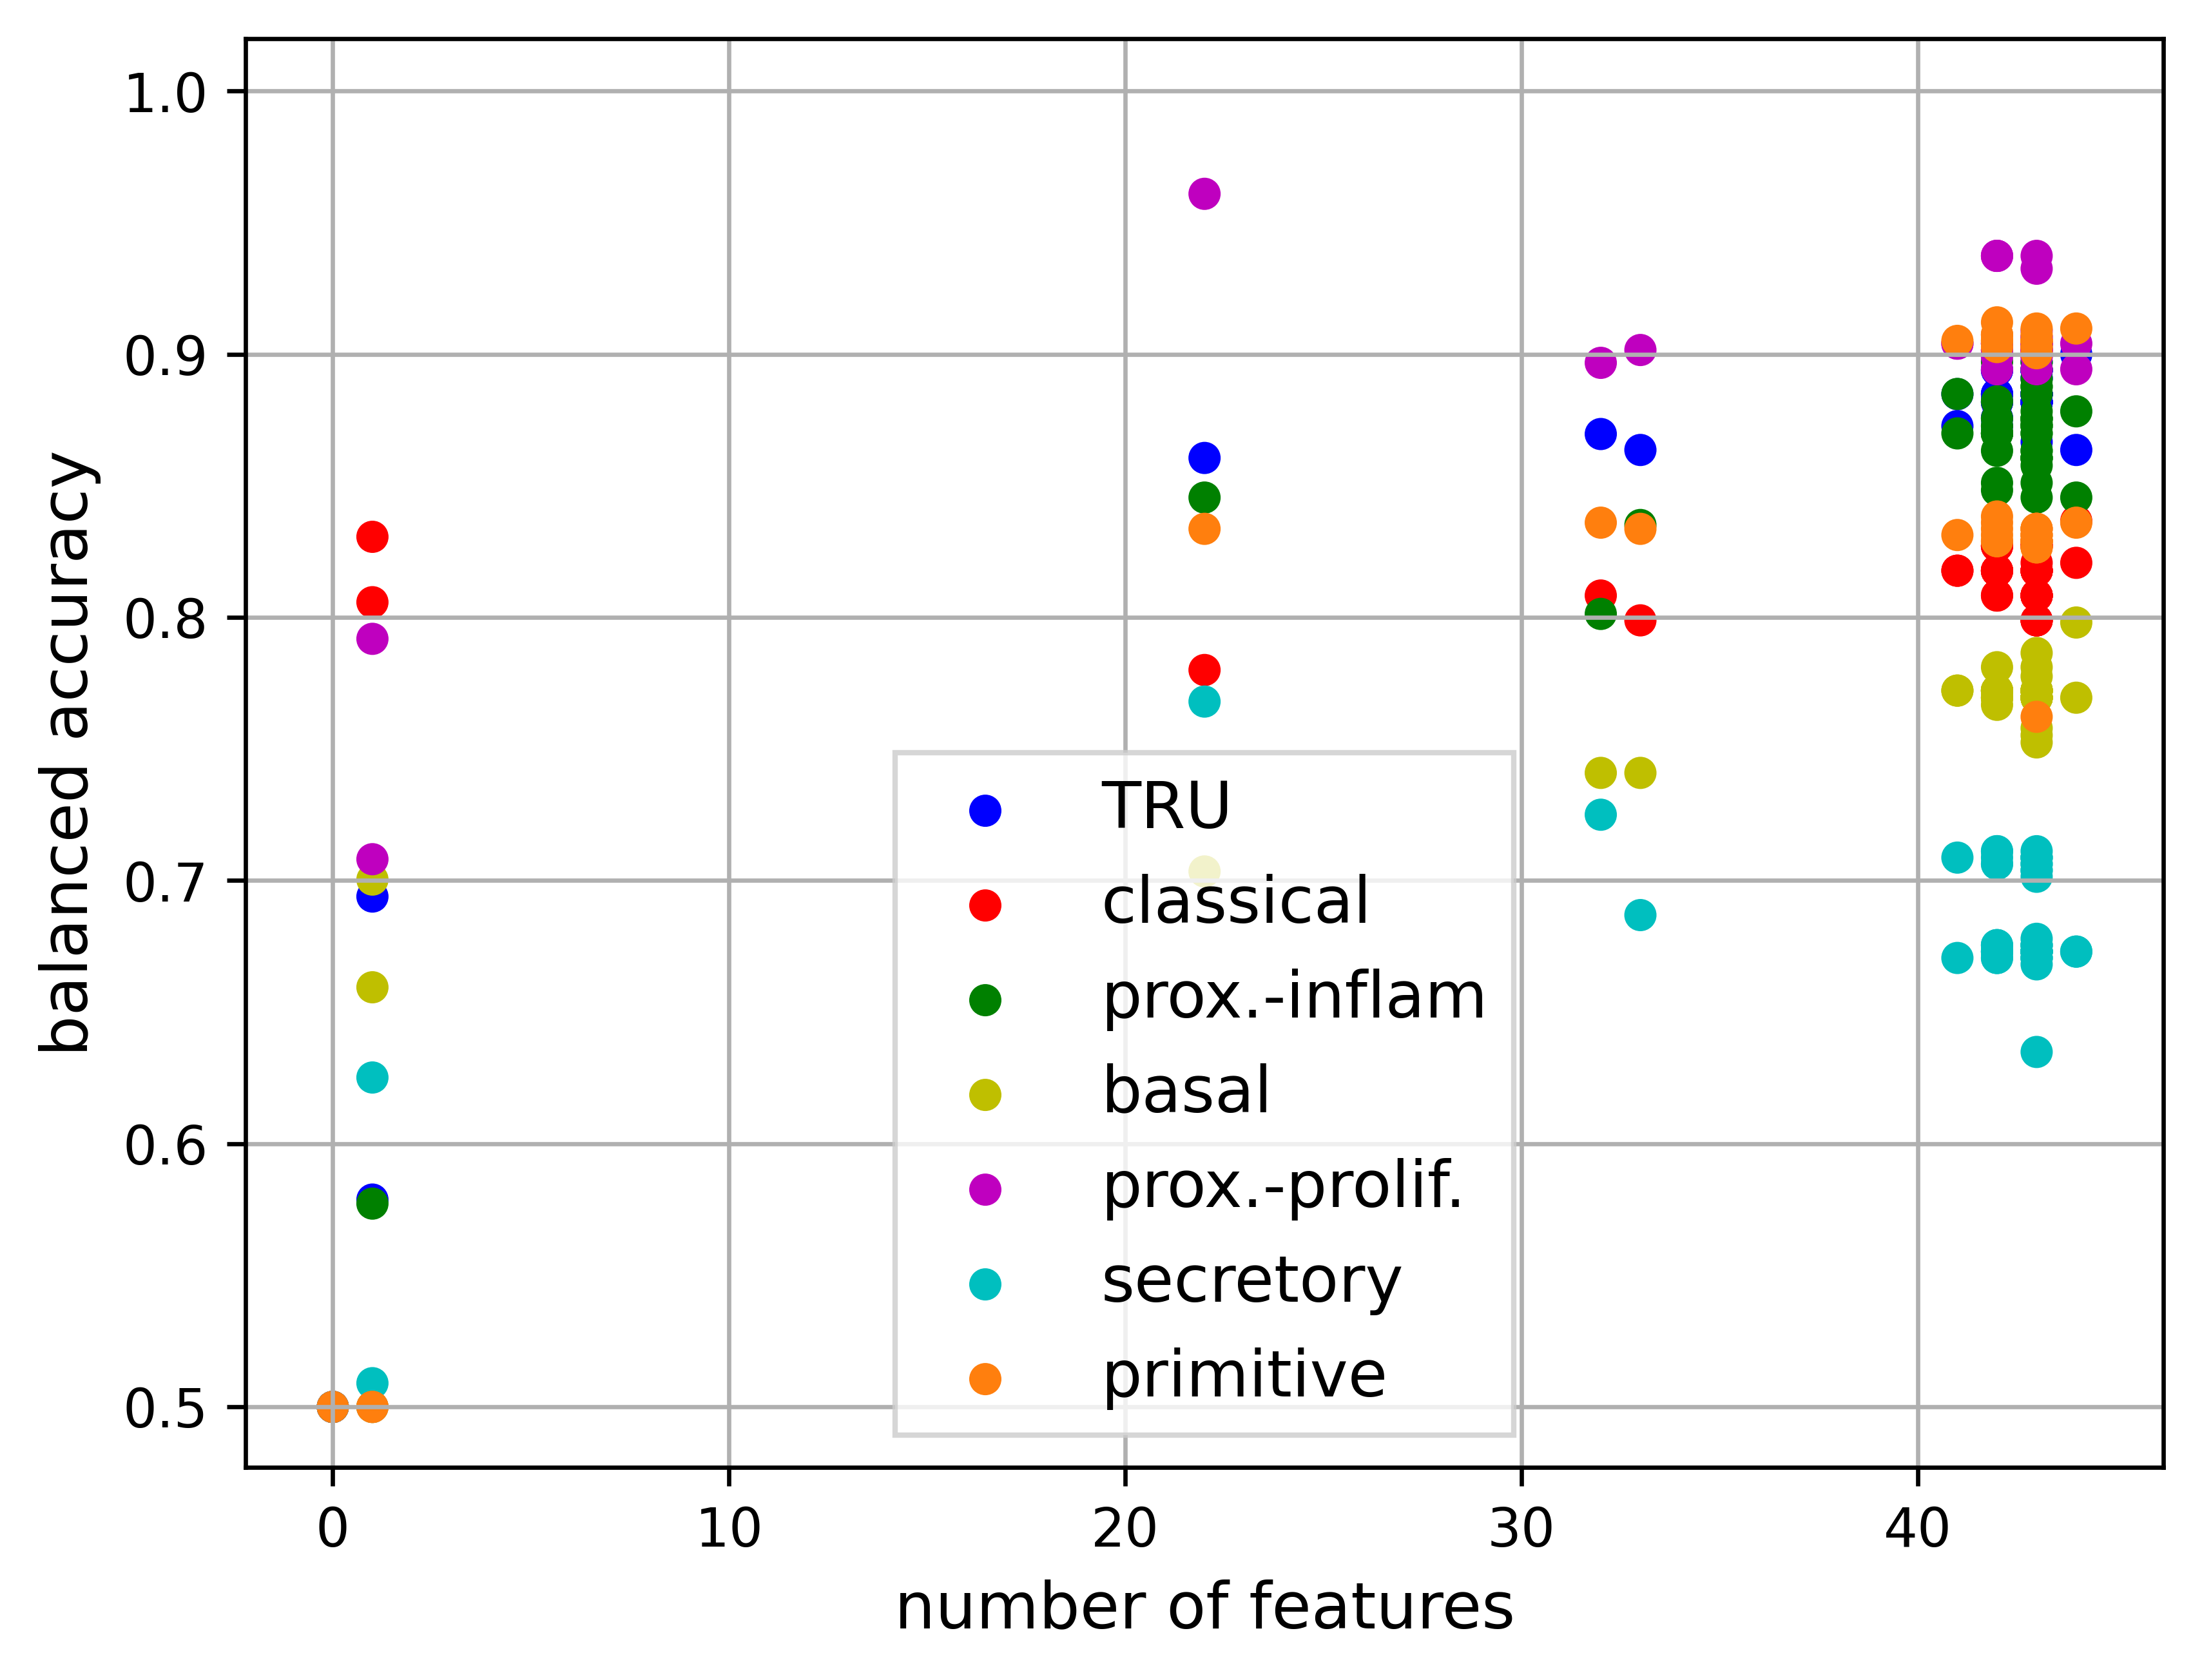 1.0
0.9
0.8
0.7
0.6
0.5
balanced accuracy
TRU
classical
prox.-inflam
basal
prox.-prolif.
secretory
primitive
0 10 20 30 40
number of features